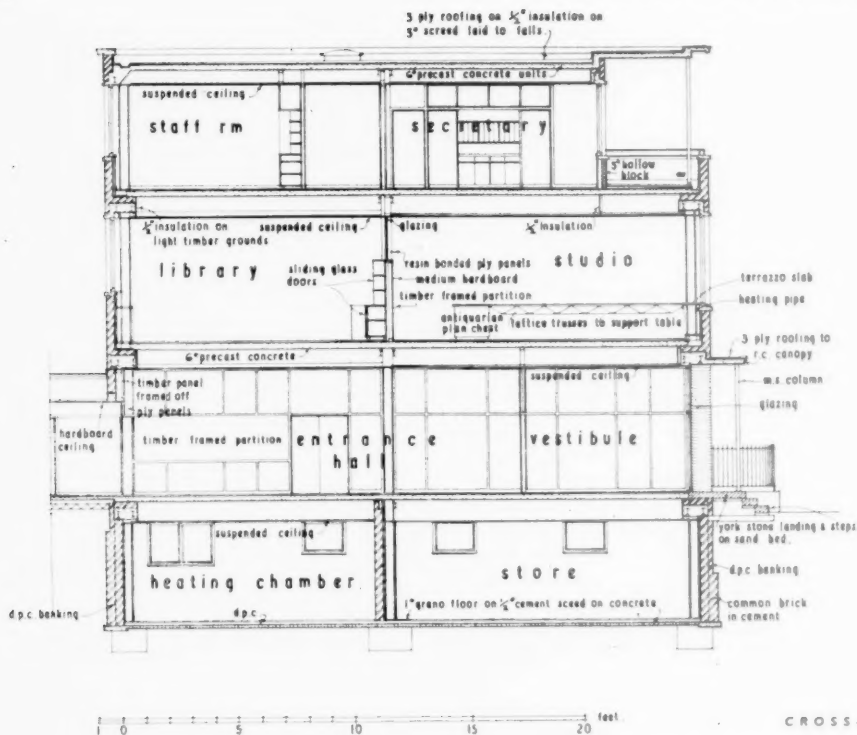 3 ply roofing on ½" insulation on
3" screed laid to falls
6" precast concrete units
suspended ceiling
staff rm
secretary
3" hollow
block
½" insulation on
light timber grounds
suspended ceiling
glazing
½" insulation
library
sliding glass
doors
resin bonded ply panels
medium hardboard
timber framed partition
studio
antiquarian
plan chest
lattice trusses to support table
terrazzo slab
heating pipe
3 ply roofing to
r.c. canopy
6" precast concrete
suspended ceiling
m.s. column
glazing
timber panel
framed off
ply panels
hardboard
ceiling
timber framed partition
entrance
hall
vestibule
york stone landing & steps
on sand bed.
suspended ceiling
heating chamber
store
d.p.c banking
d.p.c banking
d.p.c
1" grano floor on ½" cement sceed on concrete
common brick
in cement
1 0 5 10 15 20 feet
CROSS